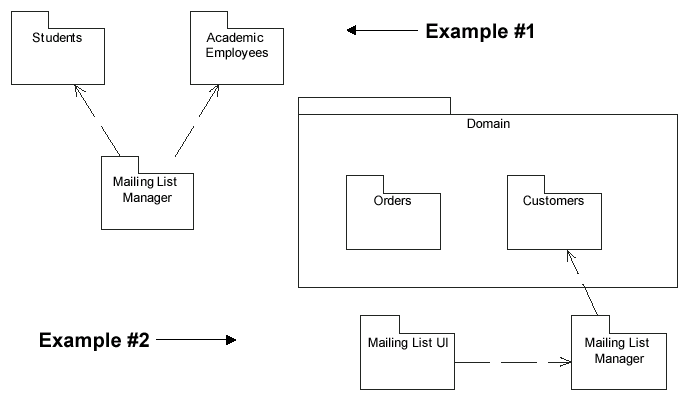 Students
Academic
Employees
Example #1
Mailing List
Manager
Domain
Orders
Customers
Example #2
Mailing List UI
Mailing List
Manager